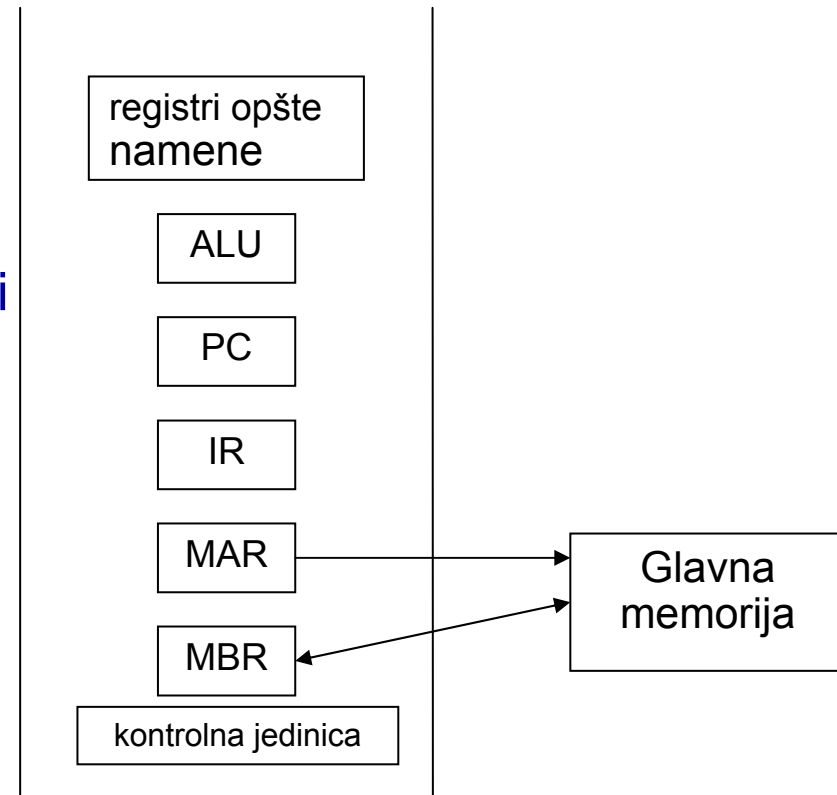 registri opšte
namene
ALU
i
PC
IR
MAR
Glavna
memorija
MBR
kontrolna jedinica